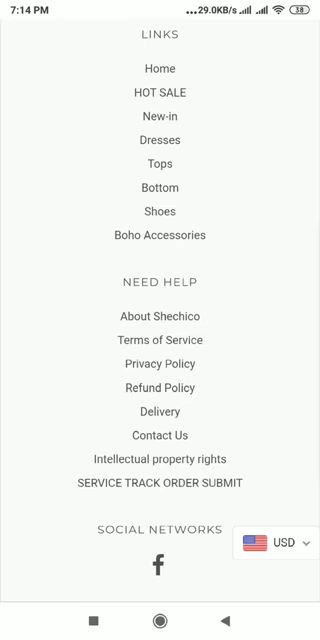 7:14 PM
...29.0KB/s
38
LINKS
Home
HOT SALE
New-in
Dresses
Tops
Bottom
Shoes
Boho Accessories
NEED HELP
About Shechico
Terms of Service
Privacy Policy
Refund Policy
Delivery
Contact Us
Intellectual property rights
SERVICE TRACK ORDER SUBMIT
SOCIAL NETWORKS
USD